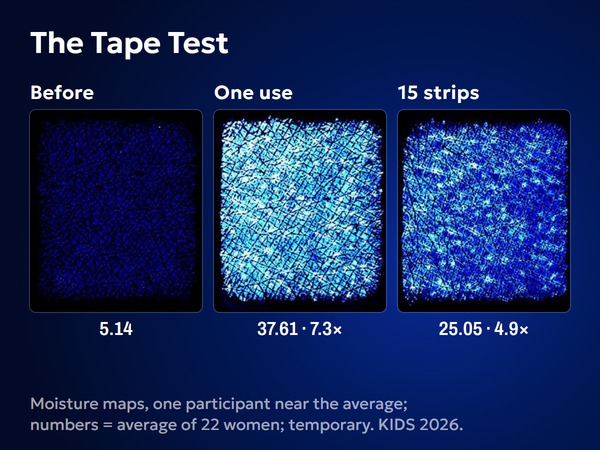 The Tape Test
Before
One use
15 strips
5.14
37.61 · 7.3×
25.05 · 4.9×
Moisture maps, one participant near the average;
numbers = average of 22 women; temporary. KIDS 2026.